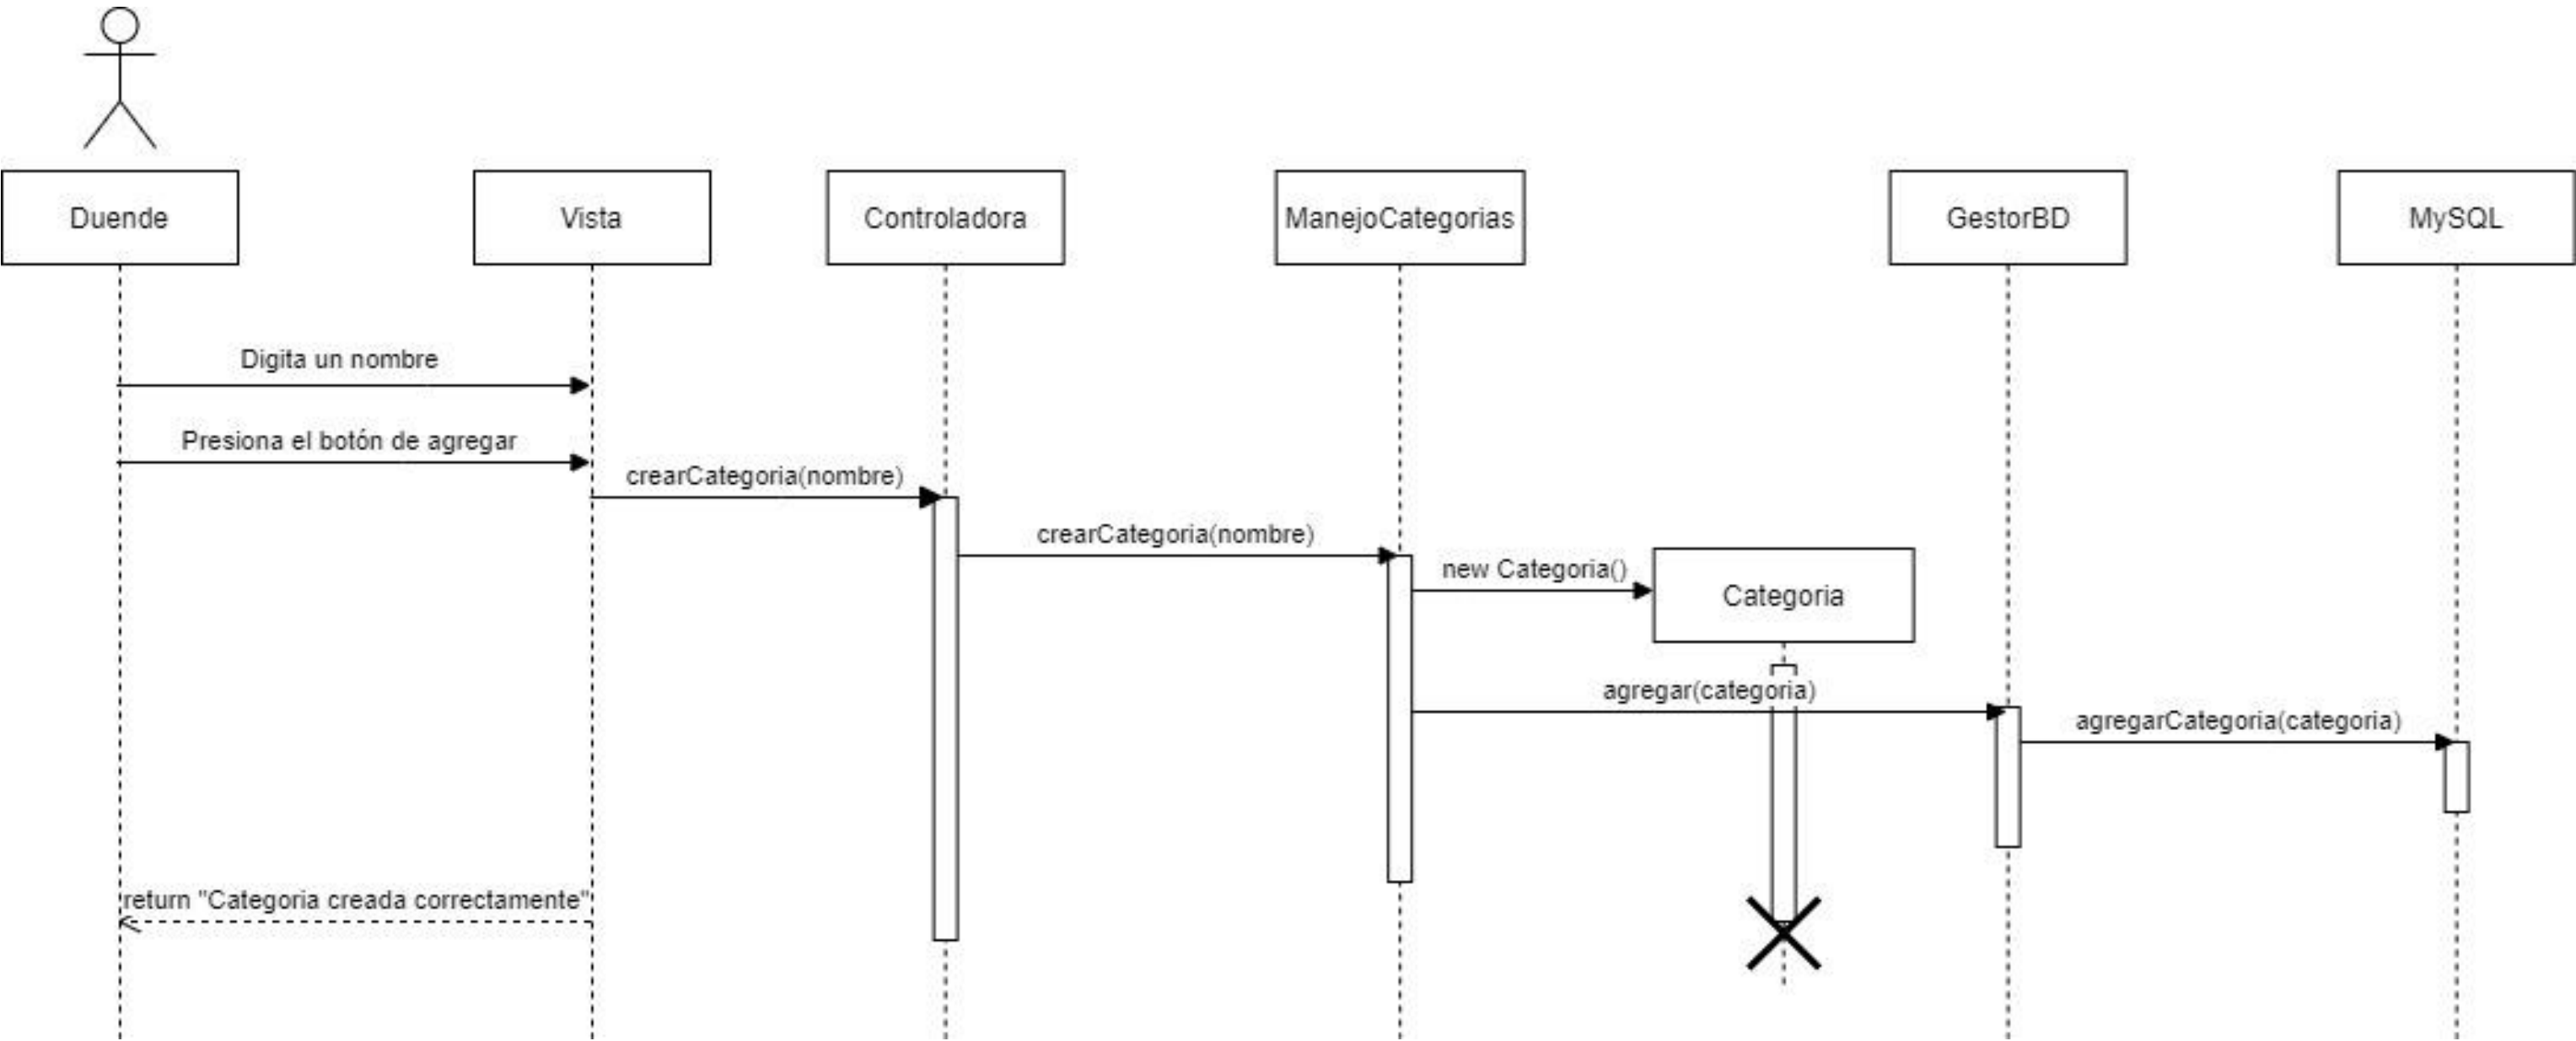 Duende
Vista
Controladora
ManejoCategorias
GestorBD
MySQL
Digita un nombre
Presiona el botón de agregar
crearCategoria(nombre)
crearCategoria(nombre)
new Categoria()
Categoria
agregar(categoria)
agregarCategoria(categoria)
return "Categoria creada correctamente"